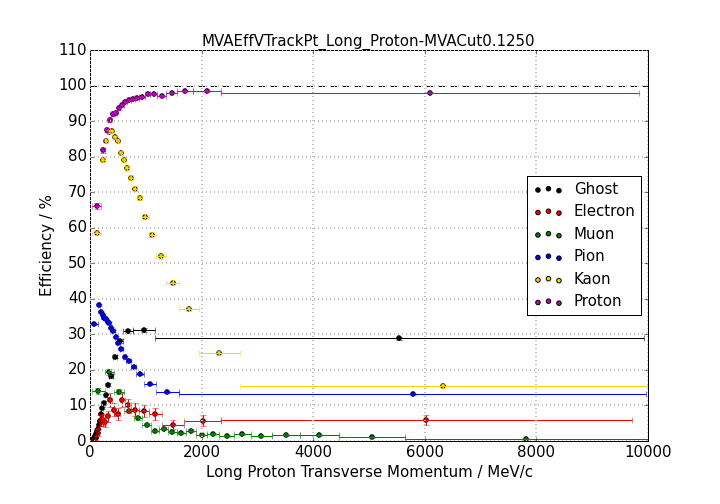 MVAEffVTrackPt_Long_Proton-MVACut0.1250
110
100
90
80
70
60
50
40
30
20
10
0
Efficiency / %
Ghost
Electron
Muon
Pion
Kaon
Proton
0 2000 4000 6000 8000 10000
Long Proton Transverse Momentum / MeV/c